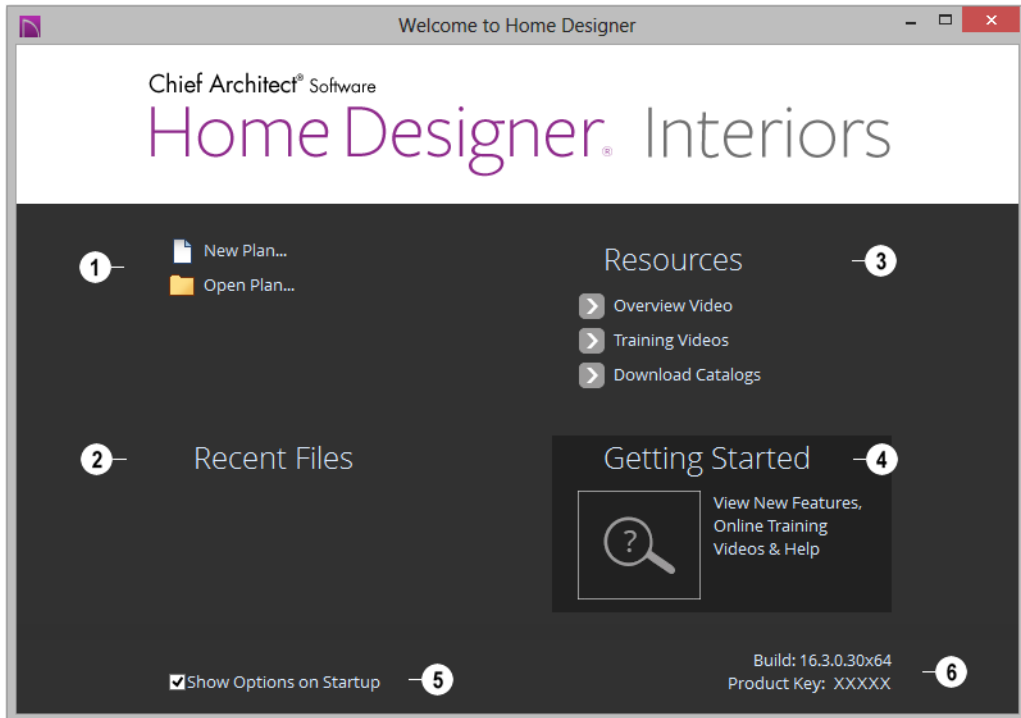 Welcome to Home Designer
Chief Architect® Software
Home Designer® Interiors
1
New Plan...
Open Plan...
Resources
3
Overview Video
Training Videos
Download Catalogs
2
Recent Files
Getting Started
4
?
View New Features,
Online Training
Videos & Help
Show Options on Startup
5
Build: 16.3.0.30x64
Product Key: XXXXX
6